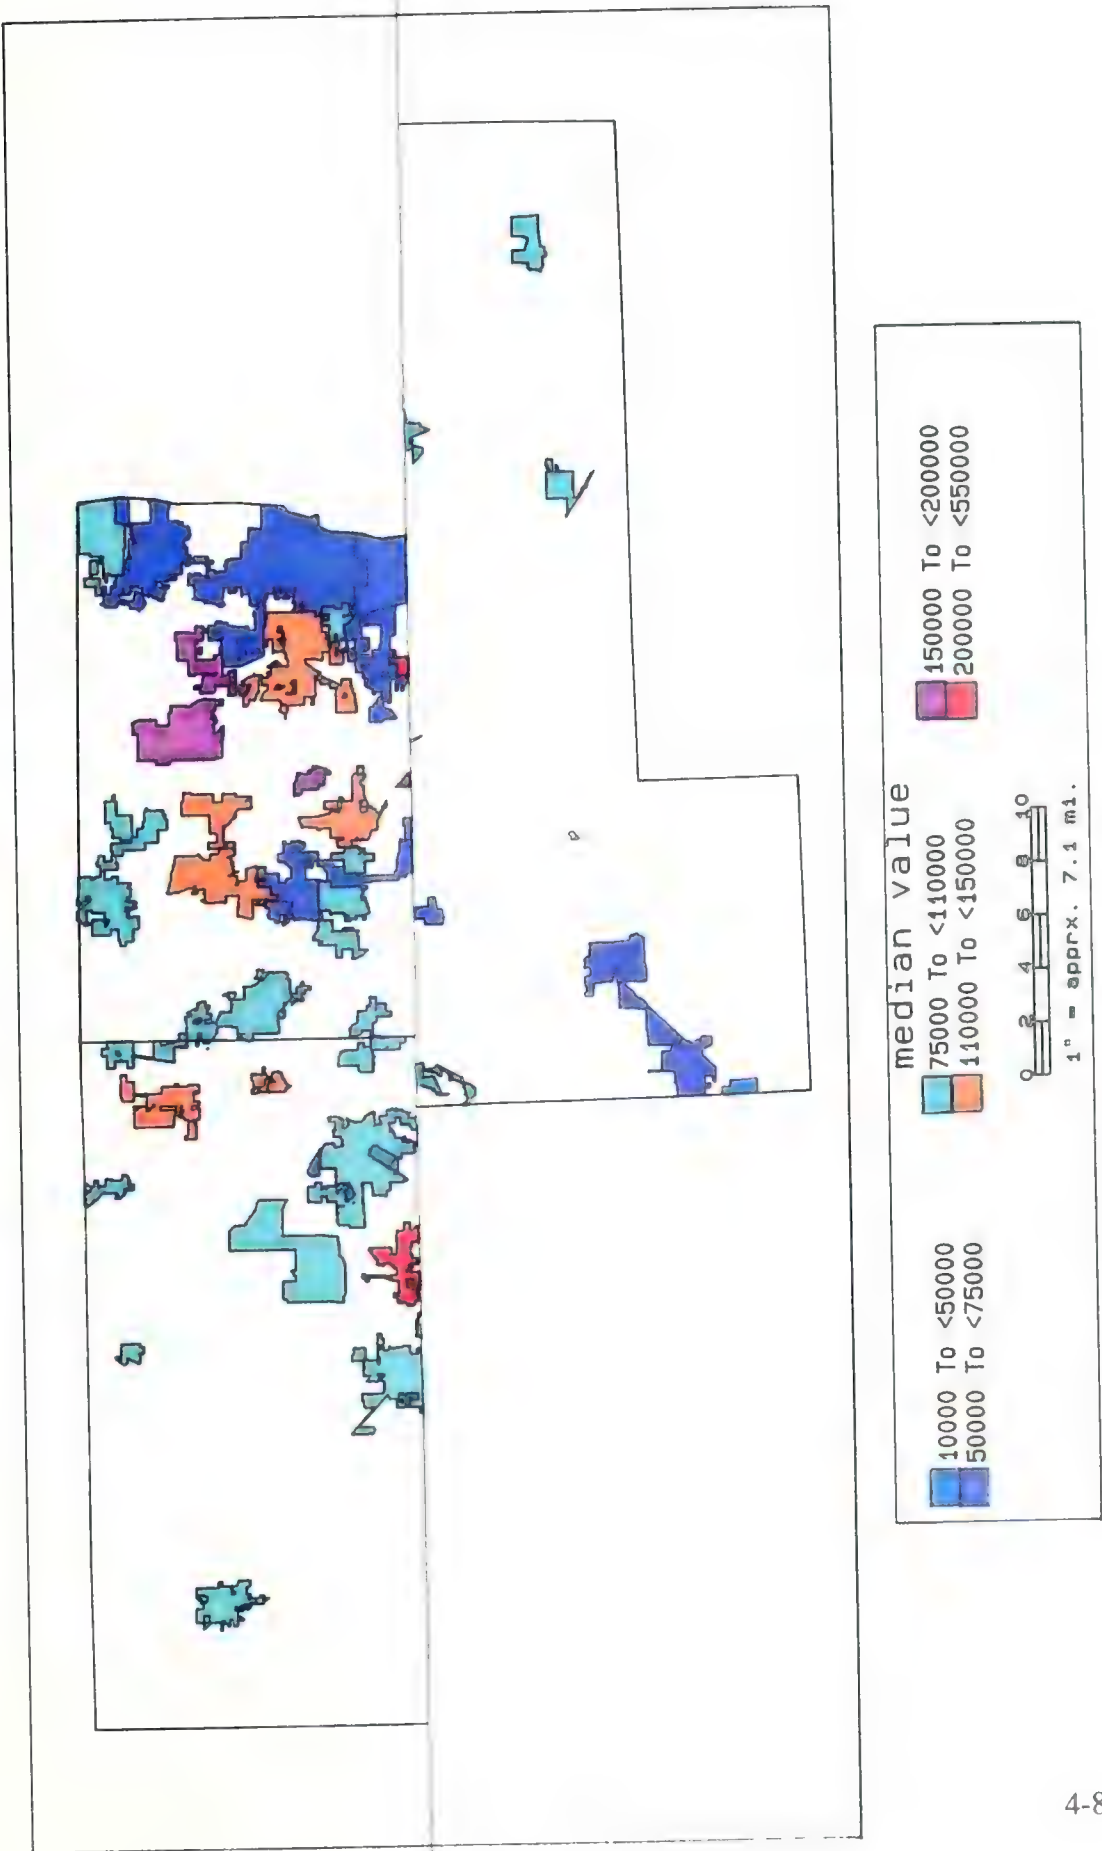 median value
10000 To <50000
50000 To <75000
75000 To <110000
110000 To <150000
150000 To <200000
200000 To <550000
0 2 4 6 8 10
1" = apprx. 7.1 mi.
4-8